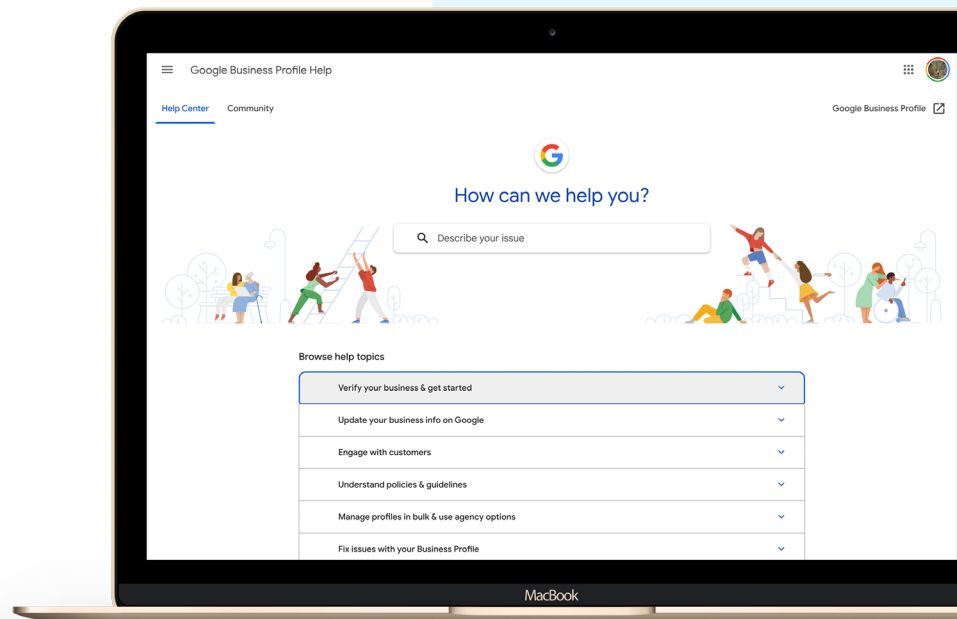 Google Business Profile Help
Help Center Community Google Business Profile
G
How can we help you?
Describe your issue
Browse help topics
Verify your business & get started
Update your business info on Google
Engage with customers
Understand policies & guidelines
Manage profiles in bulk & use agency options
Fix issues with your Business Profile
MacBook